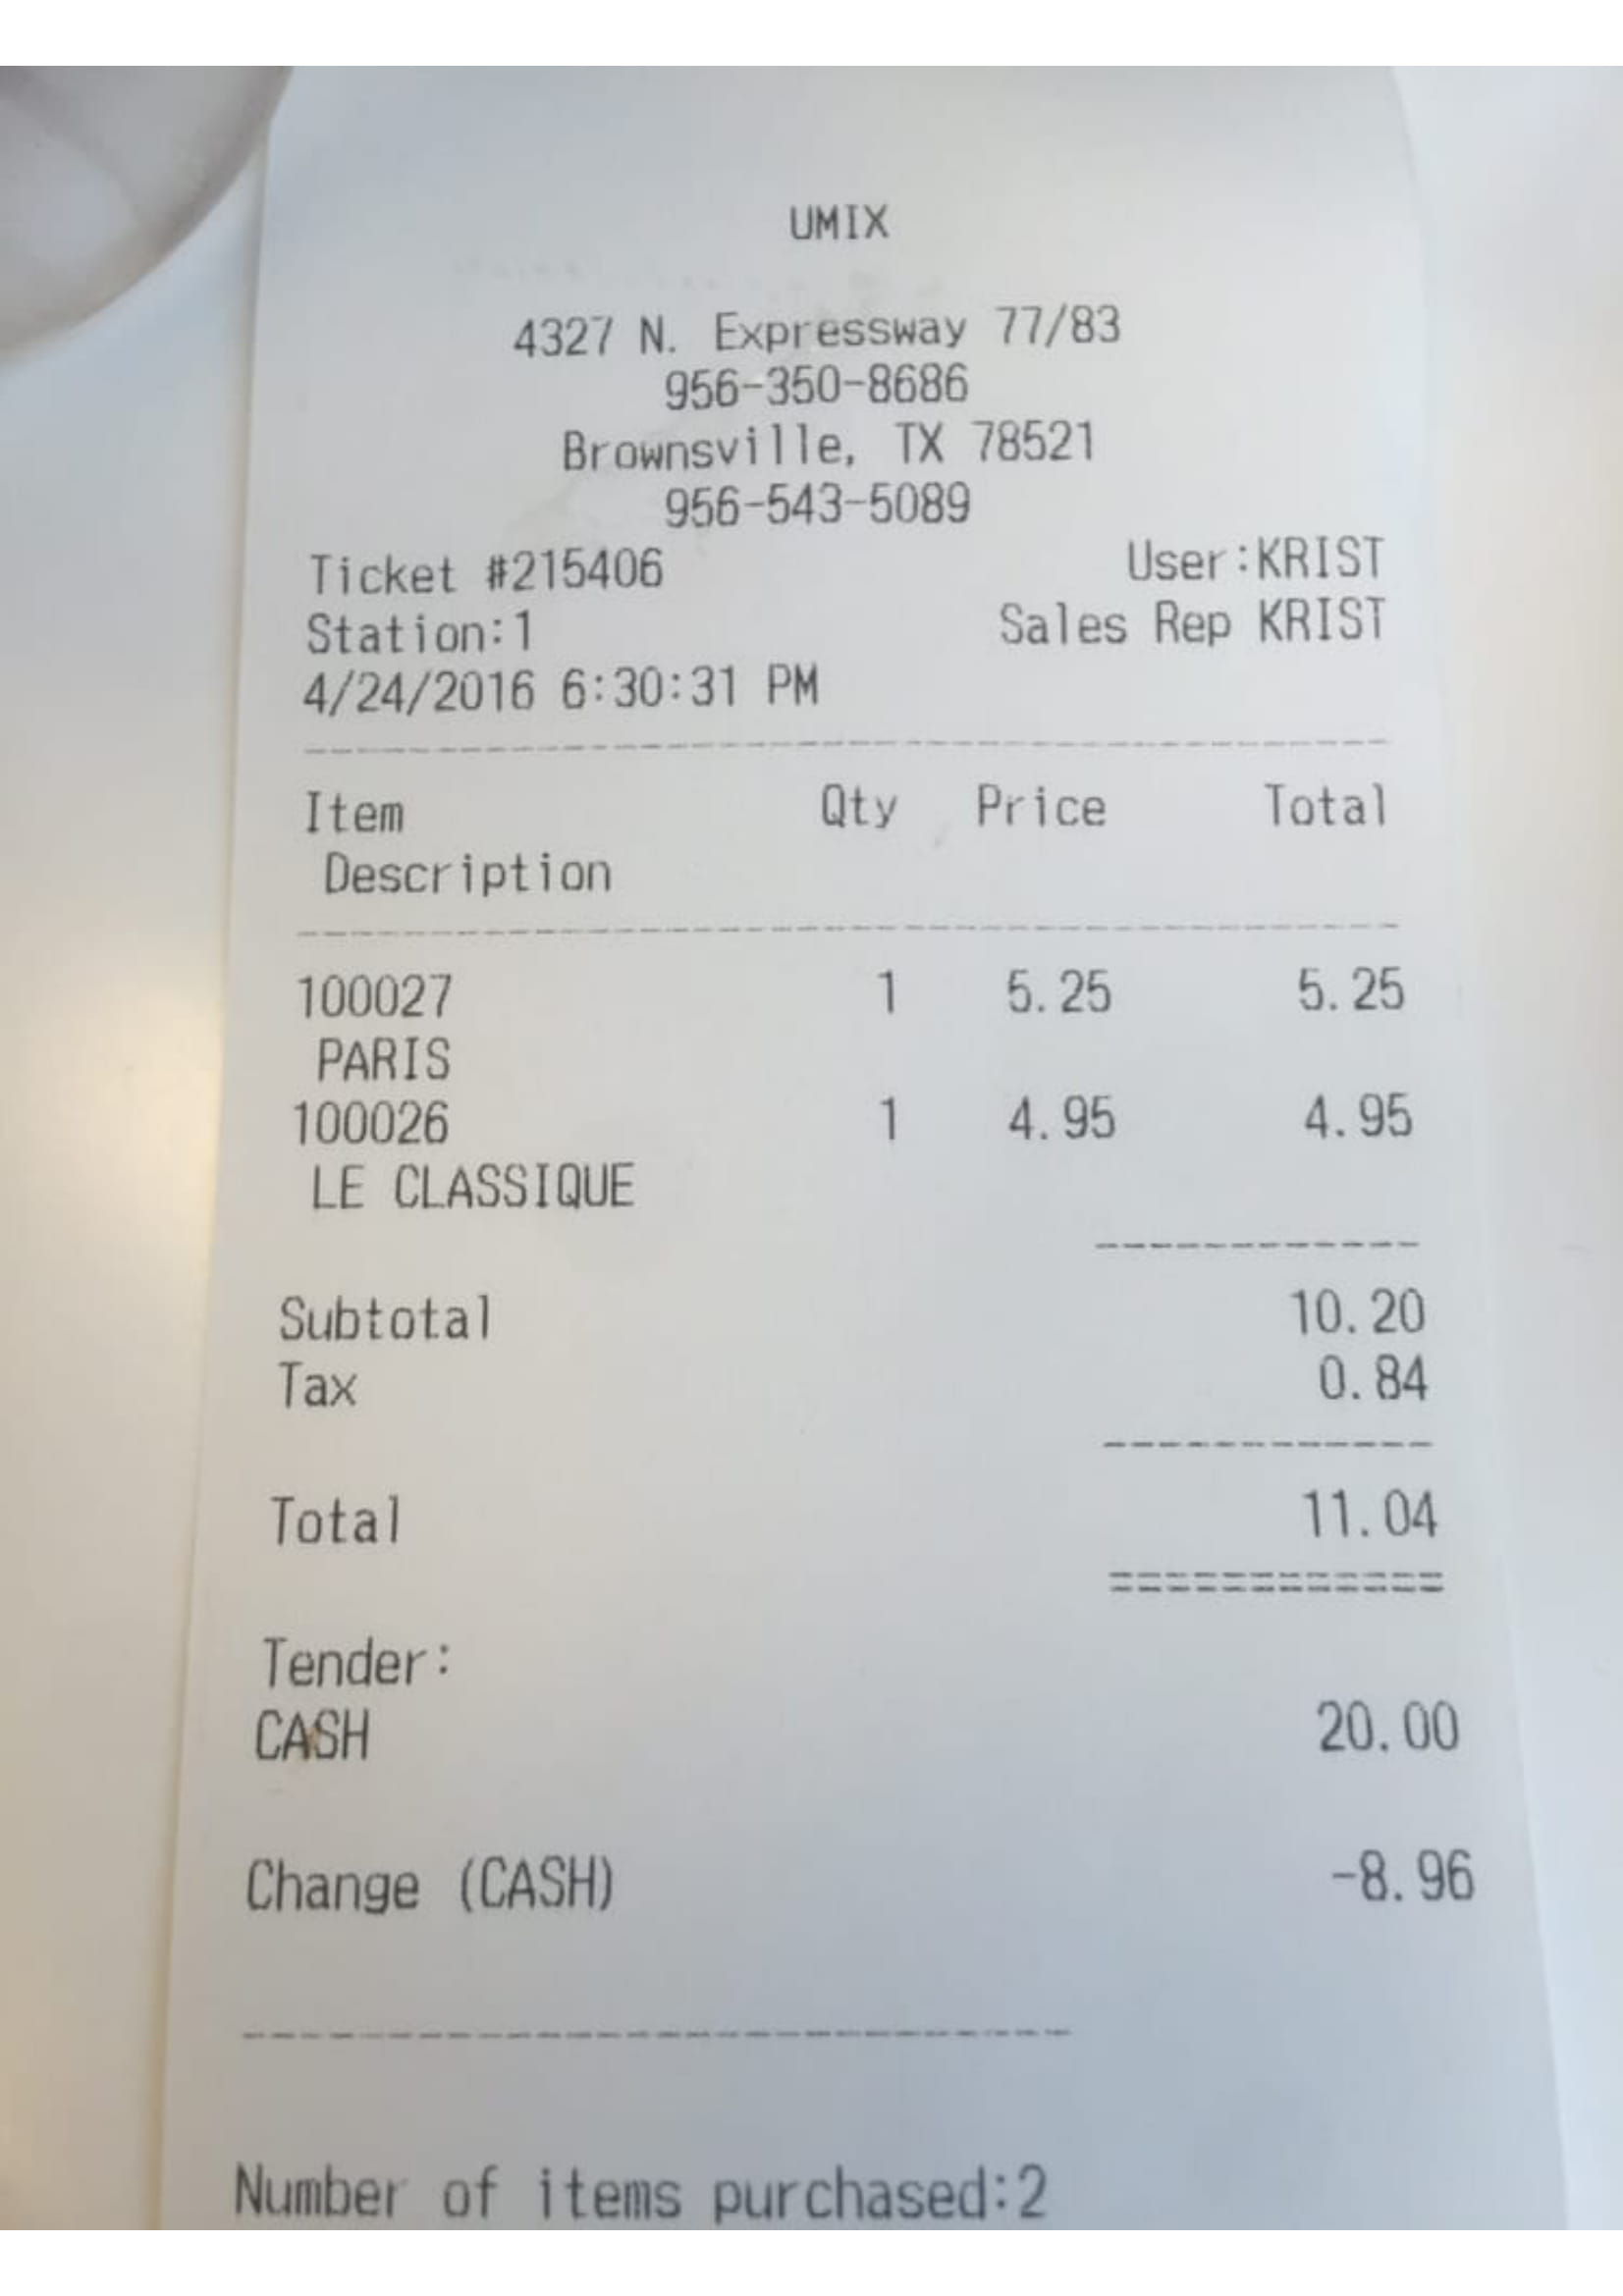 UMIX
4327 N. Expressway 77/83
956-350-8686
Brownsville, TX 78521
956-543-5089
Ticket #215406 User:KRIST
Station:1 Sales Rep KRIST
4/24/2016 6:30:31 PM
Item Qty Price Total
Description
100027 1 5.25 5.25
PARIS
100026 1 4.95 4.95
LE CLASSIQUE
Subtotal 10.20
Tax 0.84
Total 11.04
Tender:
CASH 20.00
Change (CASH) -8.96
Number of items purchased:2